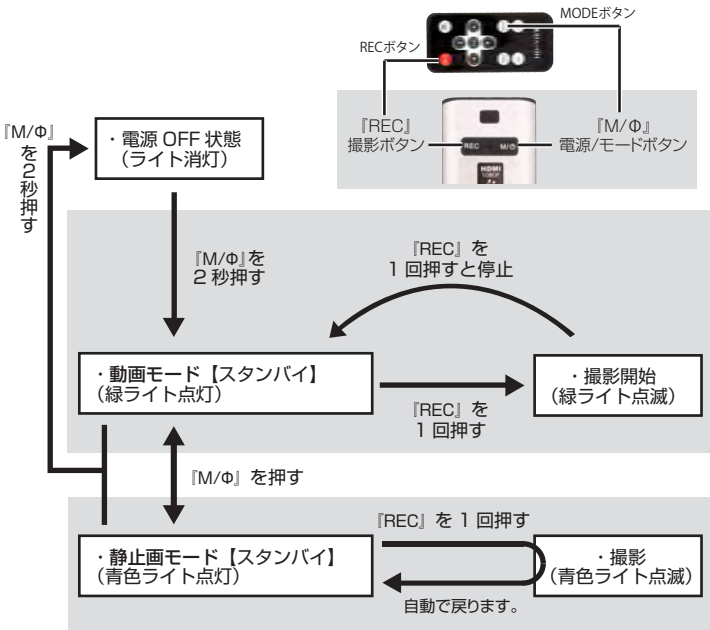 MODEボタン
RECボタン
『REC』
撮影ボタン
『M/Φ』
電源/モードボタン
REC
M/⏻
HDMI
1080P
『M/Φ』
を2秒押す
・電源 OFF 状態
（ライト消灯）
『M/Φ』を
2 秒押す
『REC』を
1 回押すと停止
・動画モード【スタンバイ】
（緑ライト点灯）
・撮影開始
（緑ライト点滅）
『REC』を
1 回押す
『M/Φ』を押す
『REC』を 1 回押す
・静止画モード【スタンバイ】
（青色ライト点灯）
・撮影
（青色ライト点滅）
自動で戻ります。